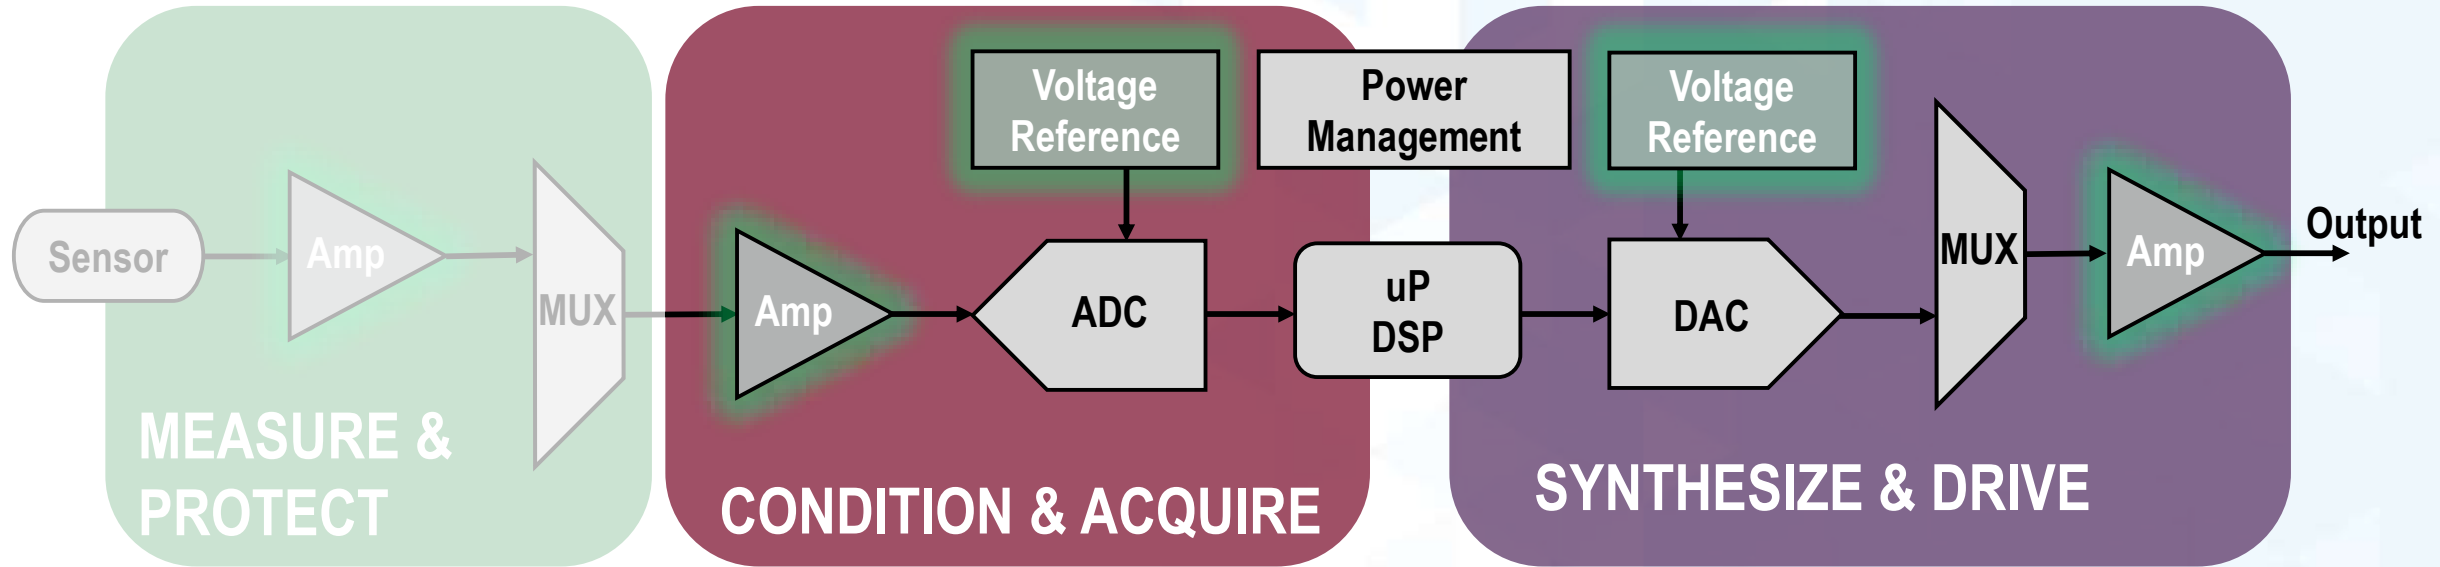 Sensor
Amp
MUX
MEASURE &
PROTECT
Voltage
Reference
Amp
ADC
CONDITION & ACQUIRE
Power
Management
uP
DSP
Voltage
Reference
DAC
MUX
Amp
SYNTHESIZE & DRIVE
Output